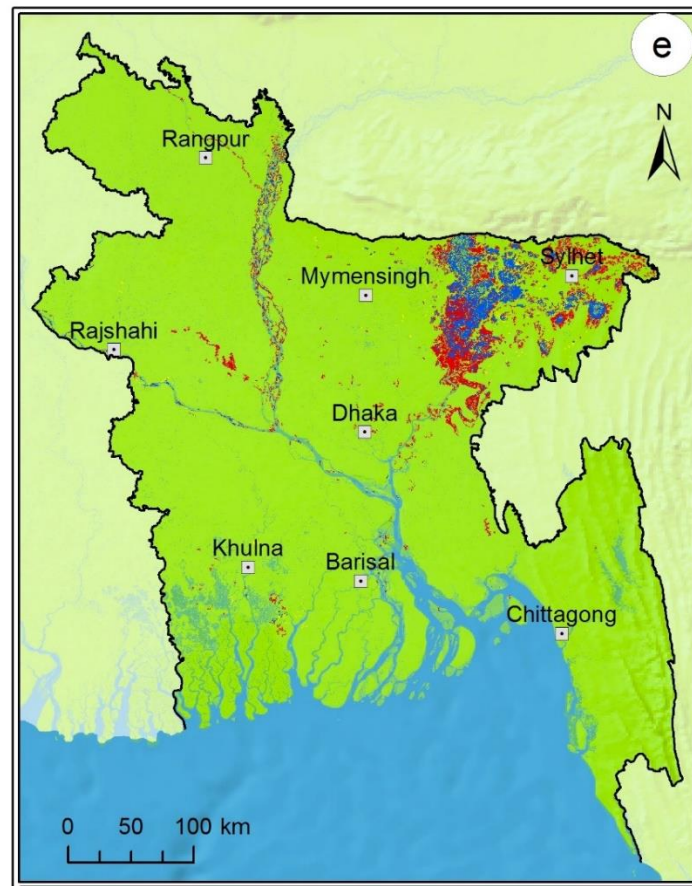 e
N
Rangpur
Sylhet
Mymensingh
Rajshahi
Dhaka
Khulna
Barisal
Chittagong
0 50 100 km